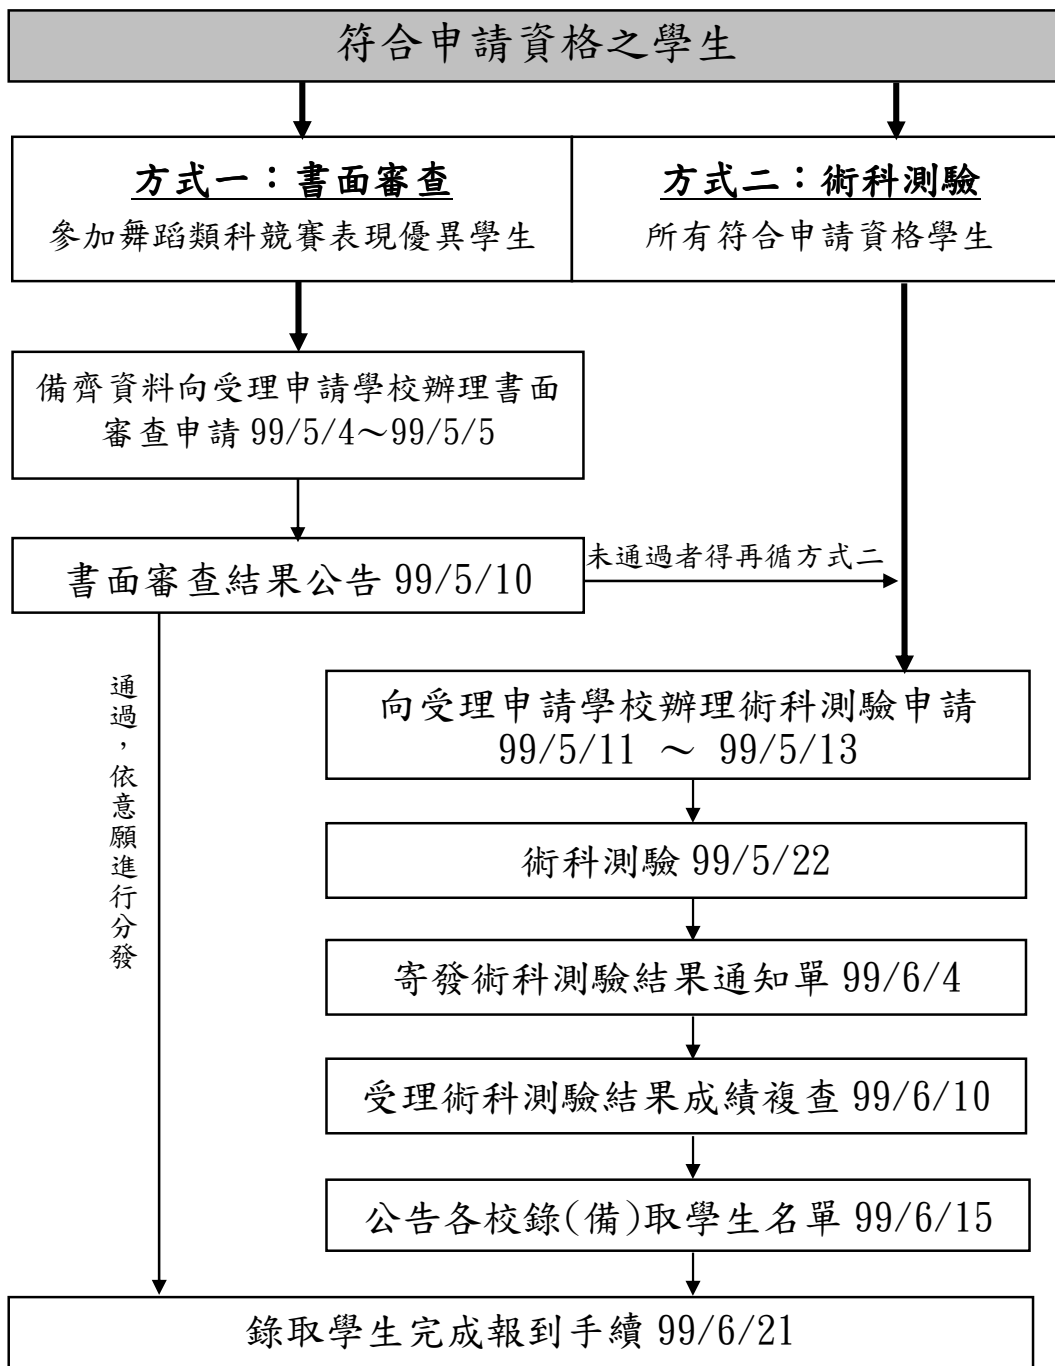 符合申請資格之學生
方式一：書面審查
參加舞蹈類科競賽表現優異學生
方式二：術科測驗
所有符合申請資格學生
備齊資料向受理申請學校辦理書面
審查申請 99/5/4～99/5/5
書面審查結果公告 99/5/10
未通過者得再循方式二
通過，依意願進行分發
向受理申請學校辦理術科測驗申請
99/5/11 ～ 99/5/13
術科測驗 99/5/22
寄發術科測驗結果通知單 99/6/4
受理術科測驗結果成績複查 99/6/10
公告各校錄(備)取學生名單 99/6/15
錄取學生完成報到手續 99/6/21